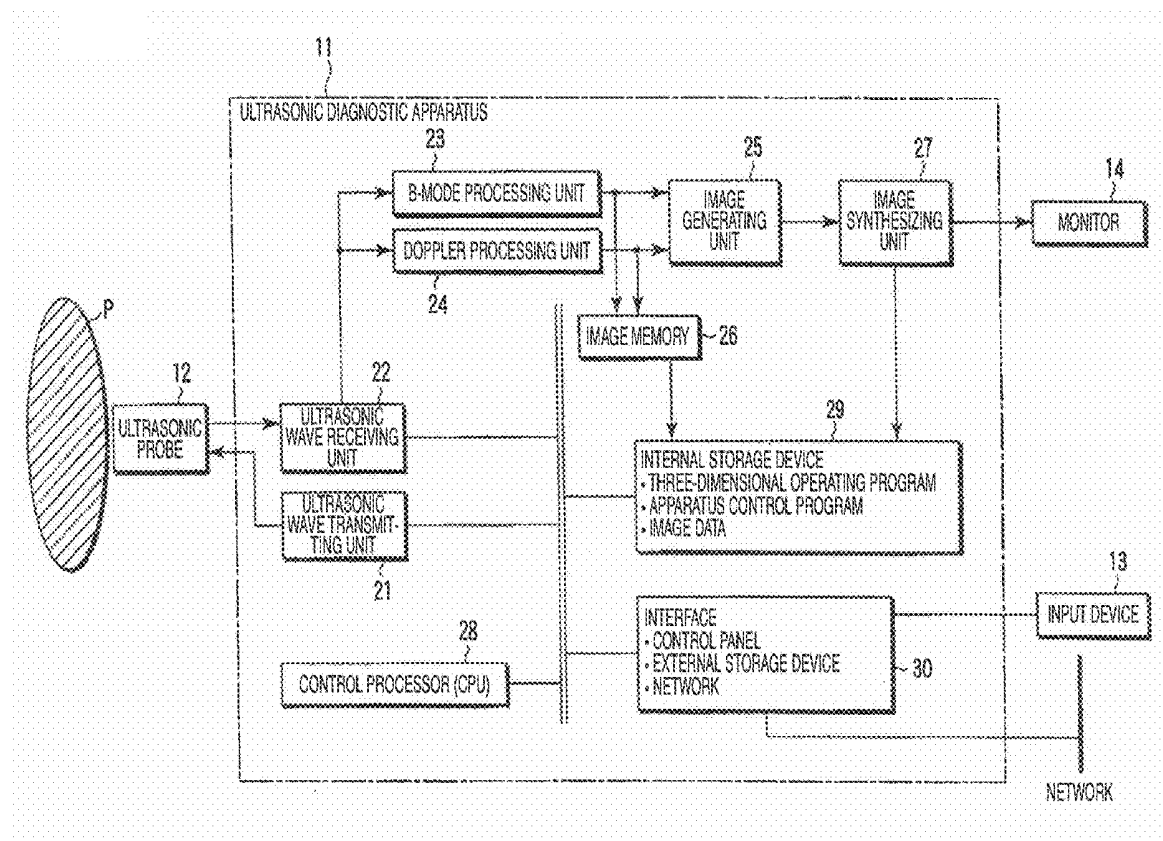 11
ULTRASONIC DIAGNOSTIC APPARATUS
23
B-MODE PROCESSING UNIT
DOPPLER PROCESSING UNIT
24
25
IMAGE
GENERATING
UNIT
27
IMAGE
SYNTHESIZING
UNIT
14
MONITOR
P
IMAGE MEMORY
26
12
ULTRASONIC
PROBE
22
ULTRASONIC
WAVE RECEIVING
UNIT
29
INTERNAL STORAGE DEVICE
• THREE-DIMENSIONAL OPERATING PROGRAM
• APPARATUS CONTROL PROGRAM
• IMAGE DATA
ULTRASONIC
WAVE TRANSMIT-
TING UNIT
21
13
INPUT DEVICE
INTERFACE
• CONTROL PANEL
• EXTERNAL STORAGE DEVICE
• NETWORK
30
28
CONTROL PROCESSOR (CPU)
NETWORK